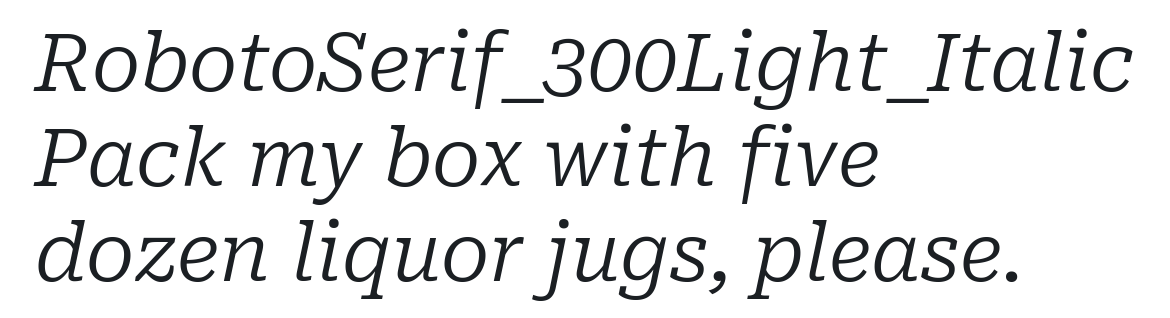 RobotoSerif_300Light_Italic
Pack my box with five
dozen liquor jugs, please.